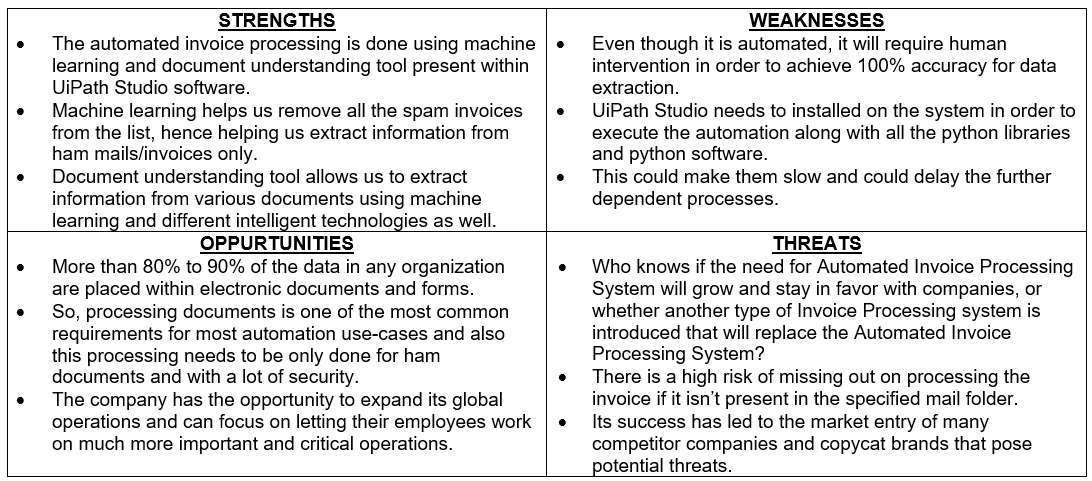 STRENGTHS
• The automated invoice processing is done using machine
learning and document understanding tool present within
UiPath Studio software.
• Machine learning helps us remove all the spam invoices
from the list, hence helping us extract information from
ham mails/invoices only.
• Document understanding tool allows us to extract
information from various documents using machine
learning and different intelligent technologies as well.
WEAKNESSES
• Even though it is automated, it will require human
intervention in order to achieve 100% accuracy for data
extraction.
• UiPath Studio needs to installed on the system in order to
execute the automation along with all the python libraries
and python software.
• This could make them slow and could delay the further
dependent processes.
OPPURTUNITIES
• More than 80% to 90% of the data in any organization
are placed within electronic documents and forms.
• So, processing documents is one of the most common
requirements for most automation use-cases and also
this processing needs to be only done for ham
documents and with a lot of security.
• The company has the opportunity to expand its global
operations and can focus on letting their employees work
on much more important and critical operations.
THREATS
• Who knows if the need for Automated Invoice Processing
System will grow and stay in favor with companies, or
whether another type of Invoice Processing system is
introduced that will replace the Automated Invoice
Processing System?
• There is a high risk of missing out on processing the
invoice if it isn’t present in the specified mail folder.
• Its success has led to the market entry of many
competitor companies and copycat brands that pose
potential threats.